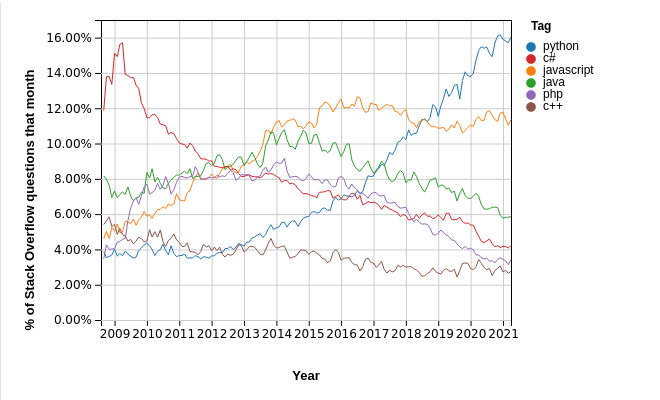 % of Stack Overflow questions that month
16.00%
14.00%
12.00%
10.00%
8.00%
6.00%
4.00%
2.00%
0.00%
2009 2010 2011 2012 2013 2014 2015 2016 2017 2018 2019 2020 2021
Year
Tag
python
c#
javascript
java
php
c++